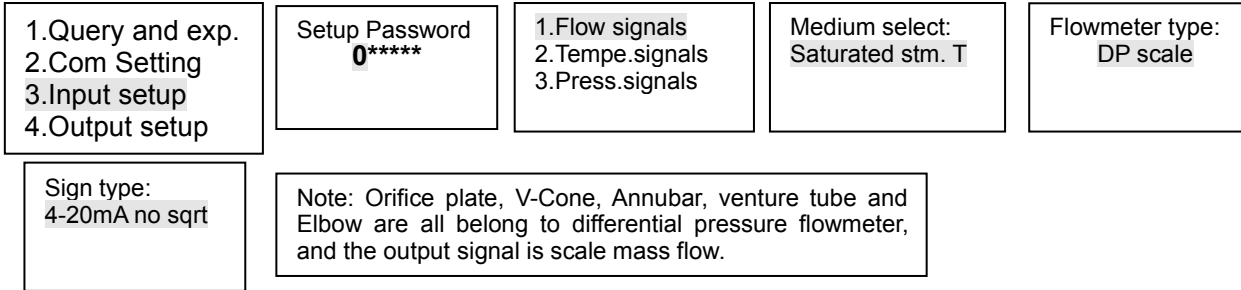 1.Query and exp.
2.Com Setting
3.Input setup
4.Output setup
Setup Password
0*****
1.Flow signals
2.Tempe.signals
3.Press.signals
Medium select:
Saturated stm. T
Flowmeter type:
DP scale
Sign type:
4-20mA no sqrt
Note: Orifice plate, V-Cone, Annubar, venture tube and
Elbow are all belong to differential pressure flowmeter,
and the output signal is scale mass flow.